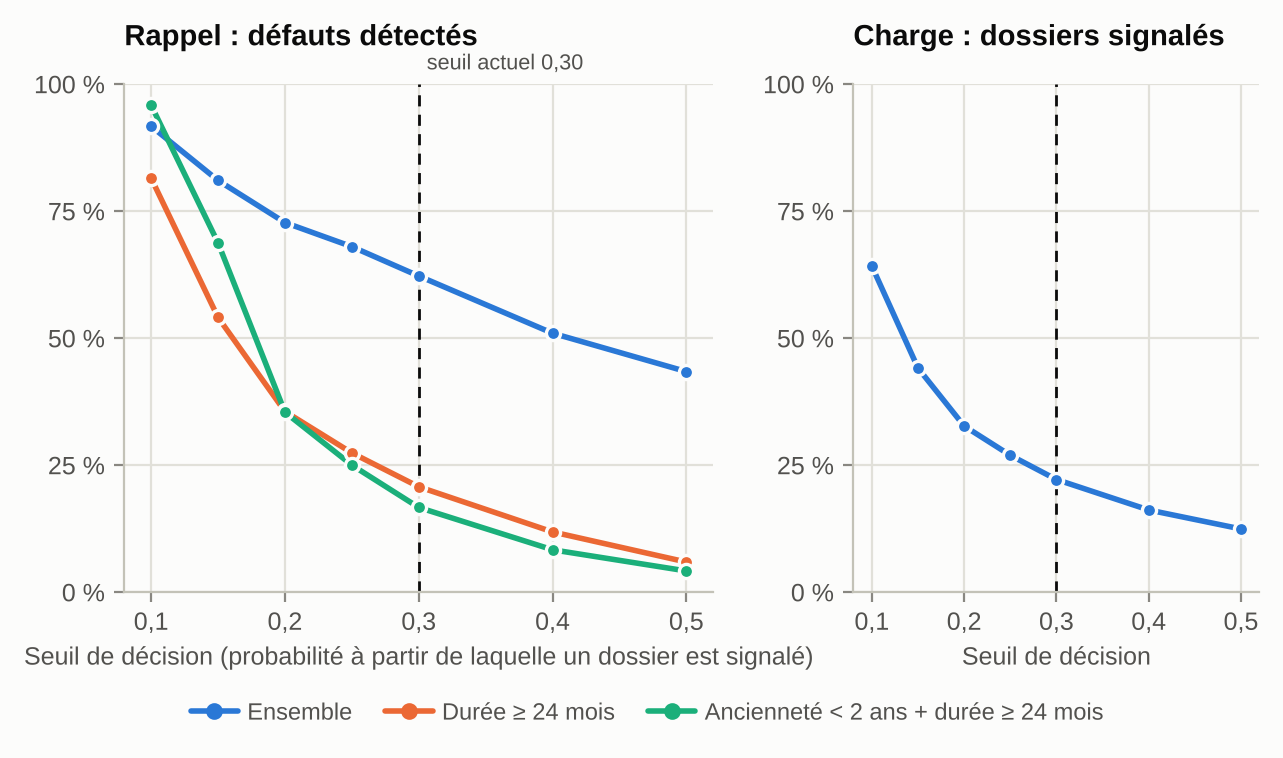 Rappel : défauts détectés
seuil actuel 0,30
100 %
75 %
50 %
25 %
0 %
0,1 0,2 0,3 0,4 0,5
Seuil de décision (probabilité à partir de laquelle un dossier est signalé)
Charge : dossiers signalés
100 %
75 %
50 %
25 %
0 %
0,1 0,2 0,3 0,4 0,5
Seuil de décision
Ensemble Durée ≥ 24 mois Ancienneté < 2 ans + durée ≥ 24 mois